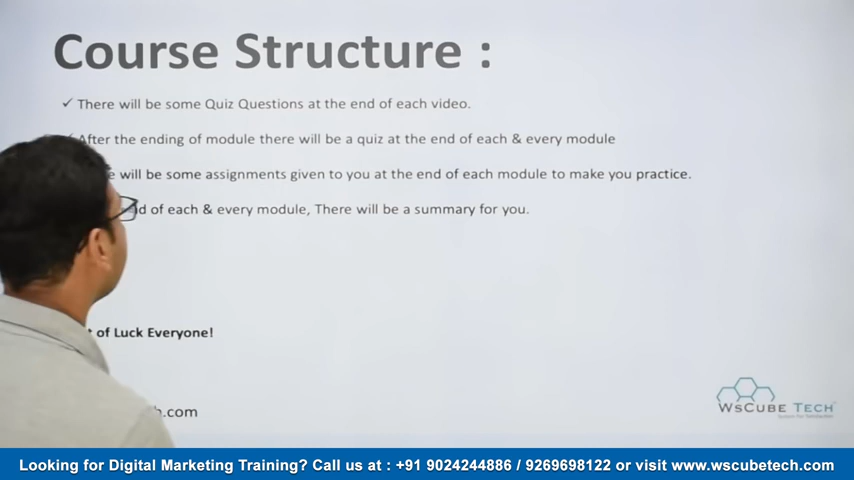 Course Structure :
✓ There will be some Quiz Questions at the end of each video.
After the ending of module there will be a quiz at the end of each & every module
will be some assignments given to you at the end of each module to make you practice.
of each & every module, There will be a summary for you.
of Luck Everyone!
.com
WsCube Tech
Looking for Digital Marketing Training? Call us at : +91 9024244886 / 9269698122 or visit www.wscubetech.com